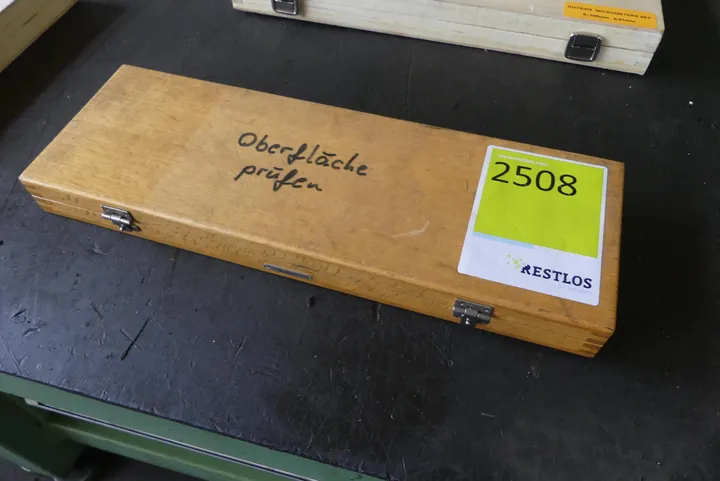 Oberfläche
prüfen
2508
RESTLOS